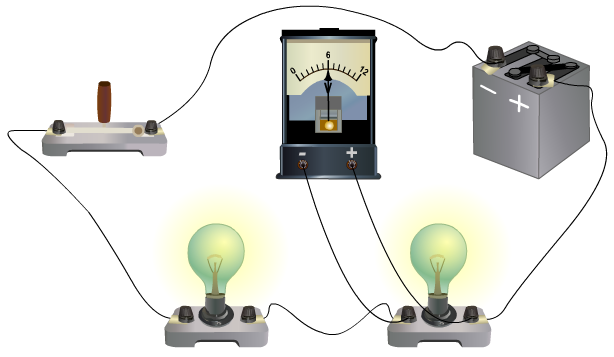 0 6 12
V
- +
− +